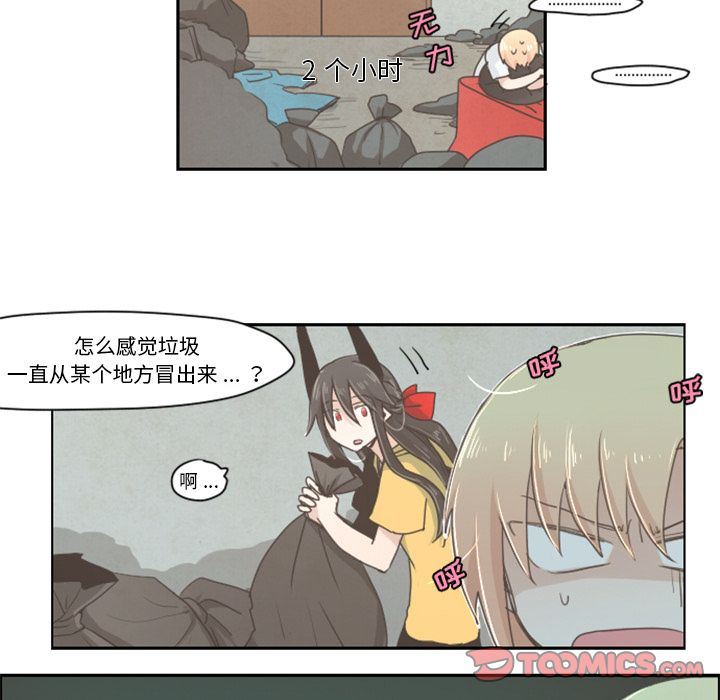 无力
2 个小时
..................
...............
怎么感觉垃圾
一直从某个地方冒出来 ... ？
啊 ...
呼
呼
呼
TOOMICS.COM